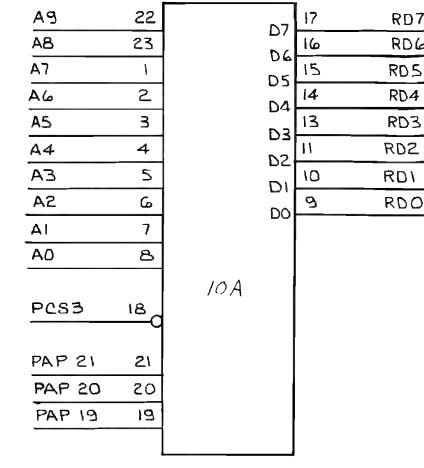 A9 22 17 RD7
D7
A8 23 16 RD6
D6
A7 1 15 RD5
D5
A6 2 14 RD4
D4
A5 3 13 RD3
D3
A4 4 11 RD2
D2
A3 5 10 RD1
D1
A2 6 9 RD0
D0
A1 7
A0 8
10A
PCS3 18
PAP 21 21
PAP 20 20
PAP 19 19